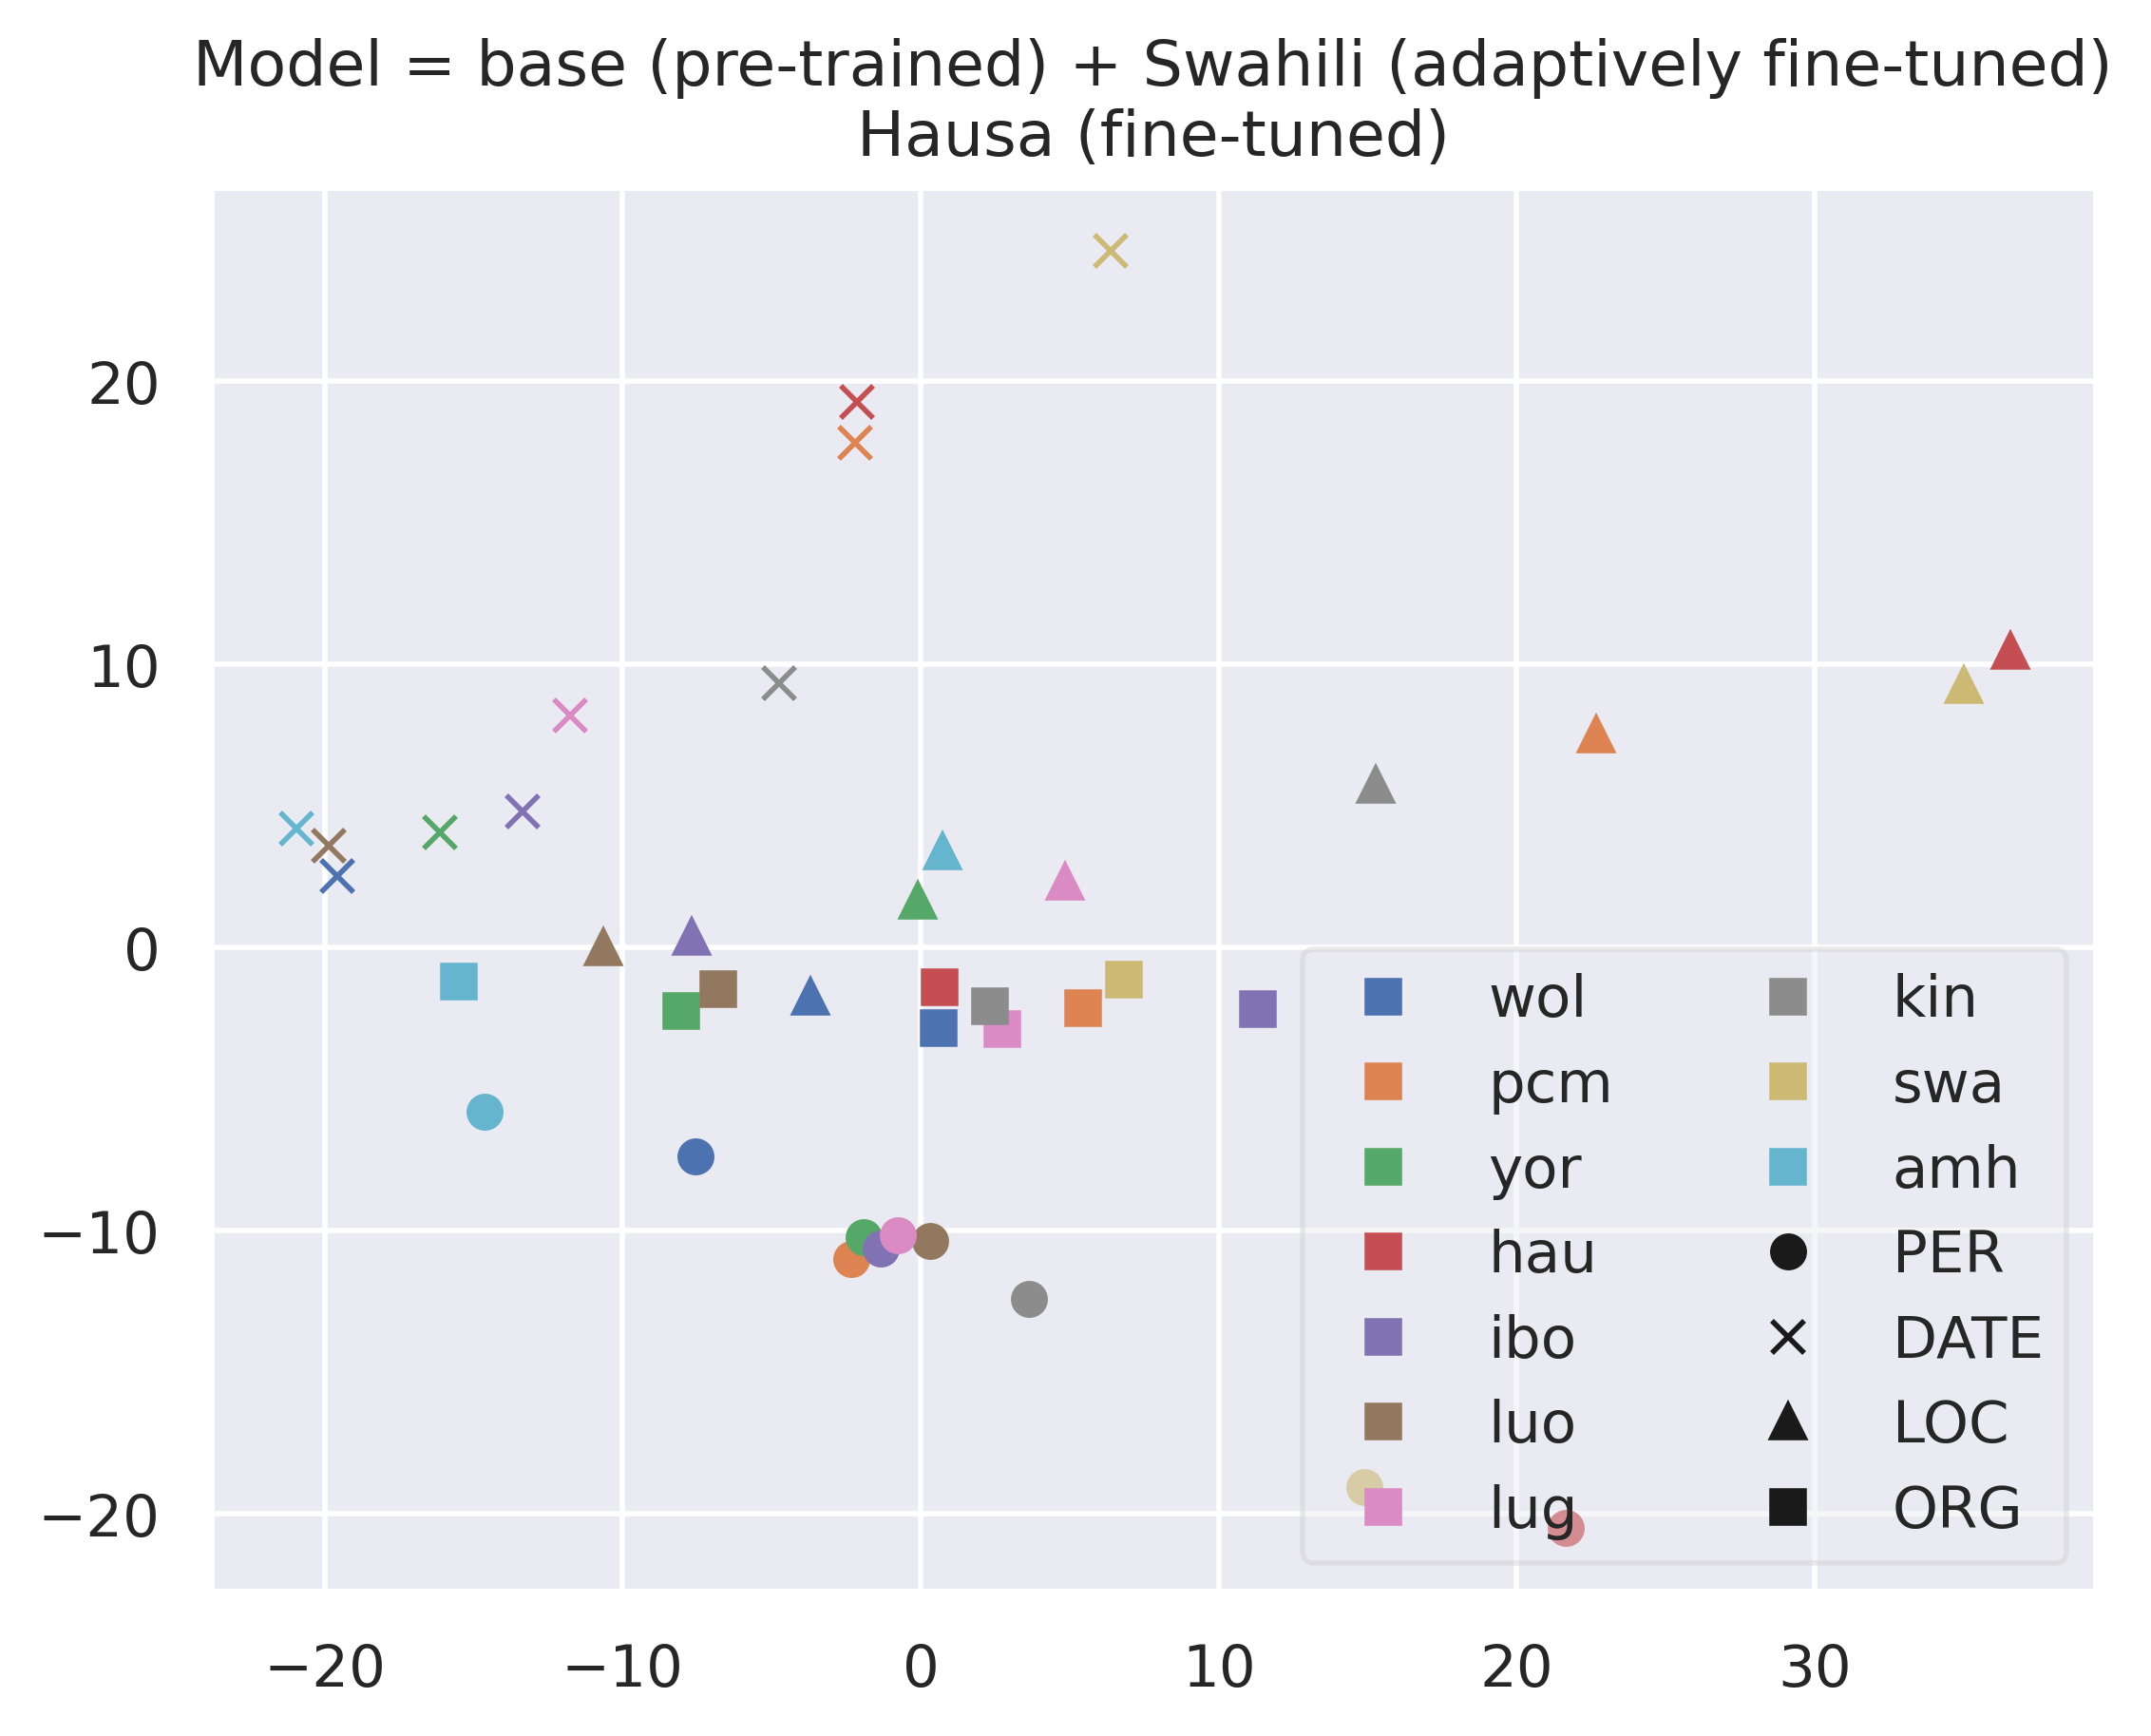 Model = base (pre-trained) + Swahili (adaptively fine-tuned)
Hausa (fine-tuned)
20
10
0
−10
−20
−20
−10
0
10
20
30
wol
pcm
yor
hau
ibo
luo
lug
kin
swa
amh
PER
DATE
LOC
ORG